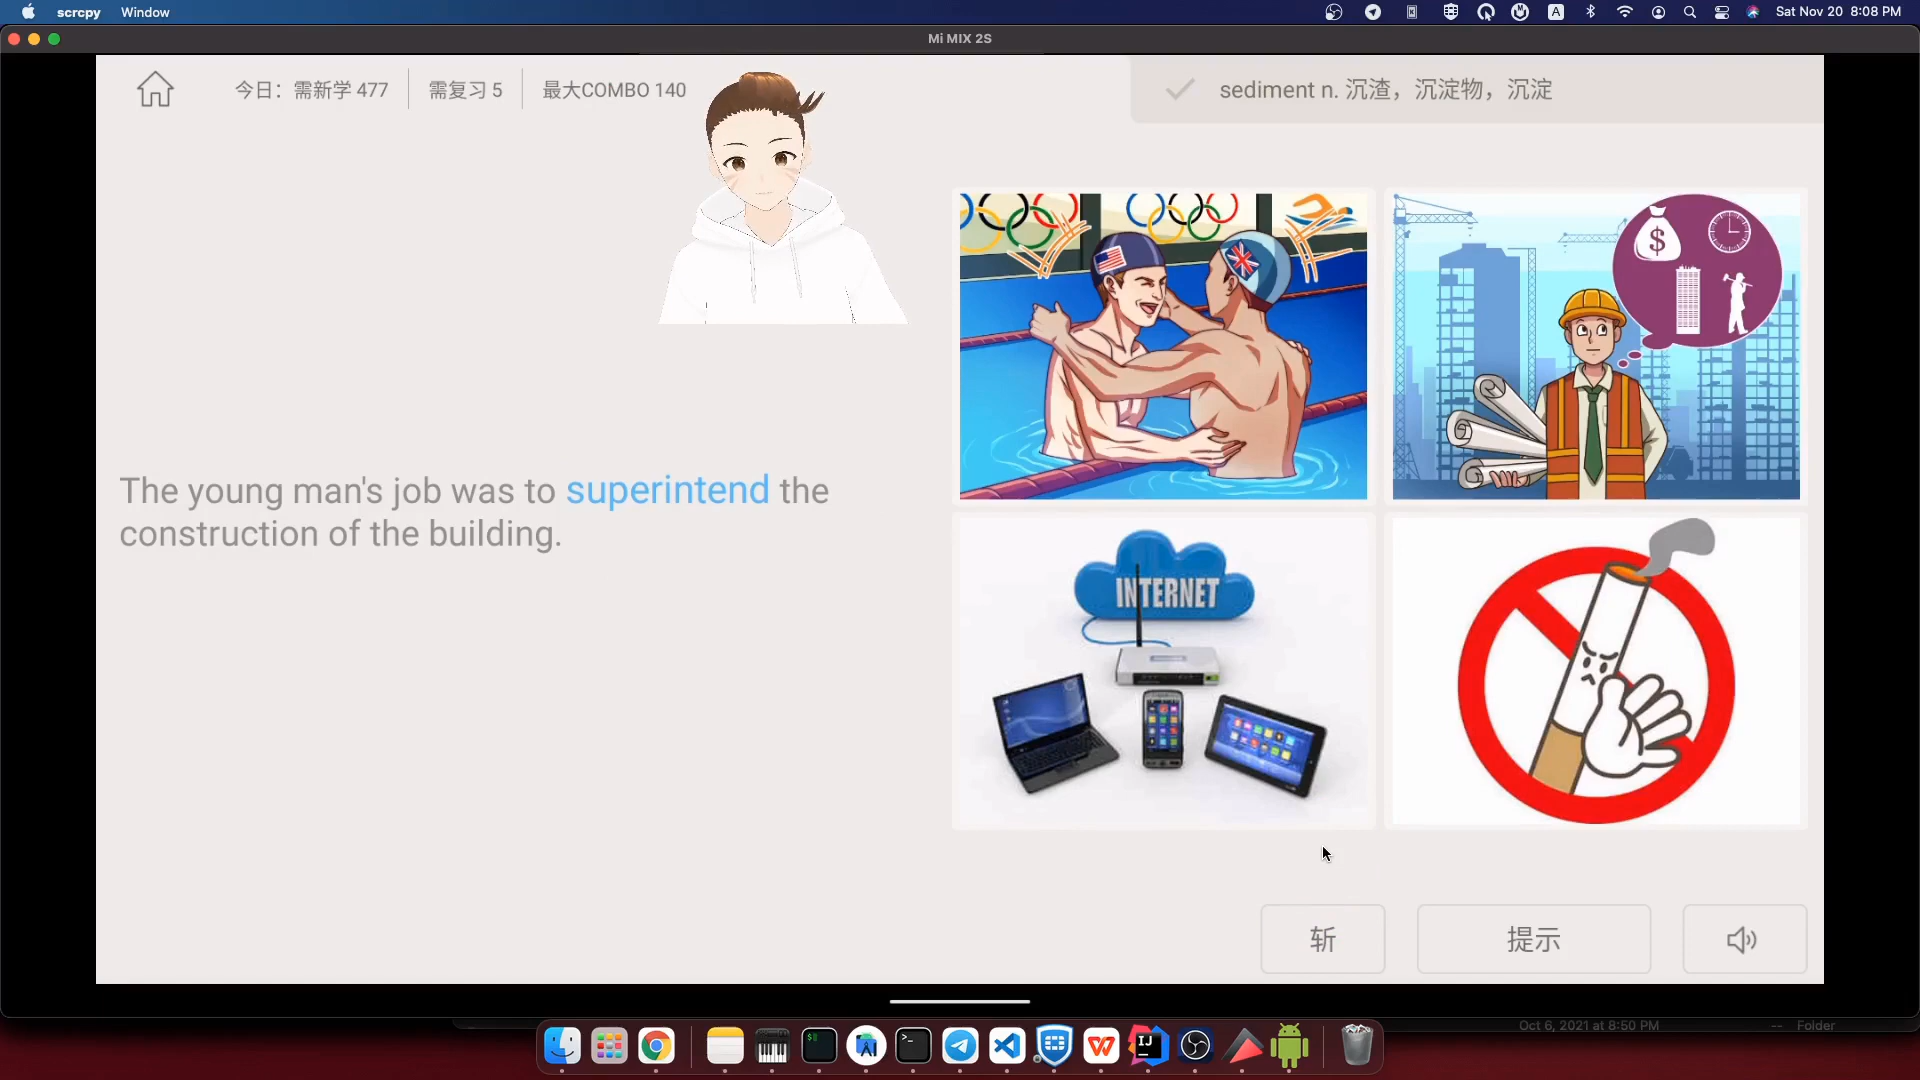 scrcpy Window
A
Sat Nov 20 8:08 PM
Mi MIX 2S
今日：需新学 477
需复习 5
最大COMBO 140
sediment n. 沉渣，沉淀物，沉淀
$
The young man's job was to superintend the
construction of the building.
INTERNET
斩
提示
Oct 6, 2021 at 8:50 PM
-- Folder
IJ